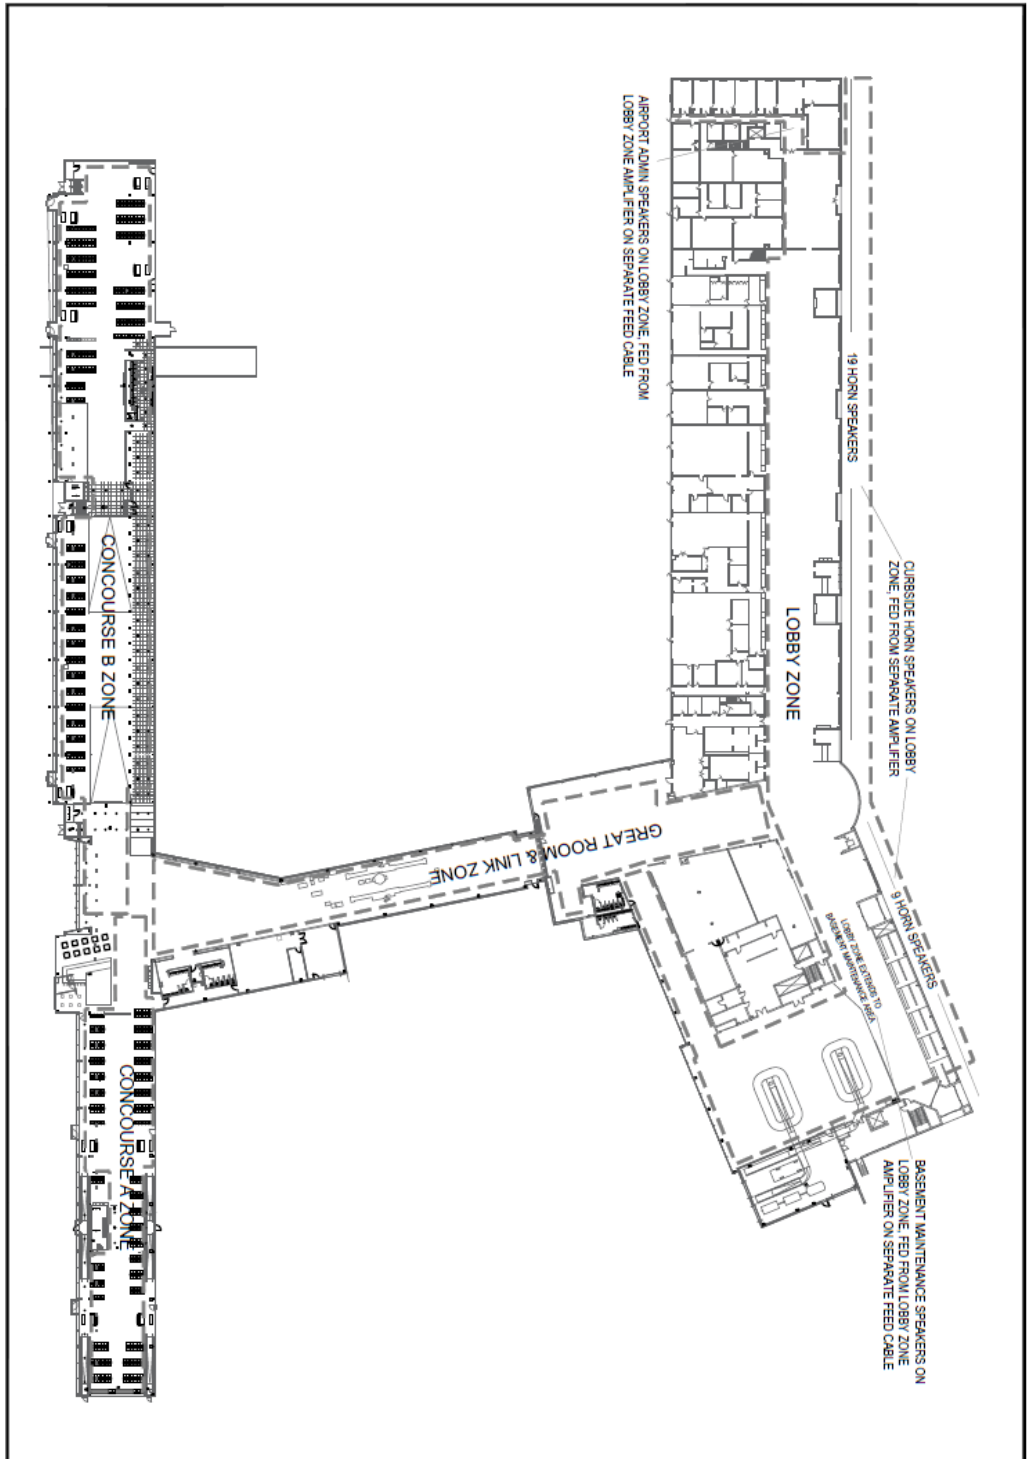 AIRPORT ADMIN SPEAKERS ON LOBBY ZONE, FED FROM
LOBBY ZONE AMPLIFIER ON SEPARATE FEED CABLE
19 HORN SPEAKERS
CURBSIDE HORN SPEAKERS ON LOBBY
ZONE, FED FROM SEPARATE AMPLIFIER
LOBBY ZONE
CONCOURSE B ZONE
GREAT ROOM & LINK ZONE
9 HORN SPEAKERS
LOBBY ZONE EXTENDS TO
BASEMENT MAINTENANCE AREA
CONCOURSE A ZONE
BASEMENT MAINTENANCE SPEAKERS ON
LOBBY ZONE, FED FROM LOBBY ZONE
AMPLIFIER ON SEPARATE FEED CABLE